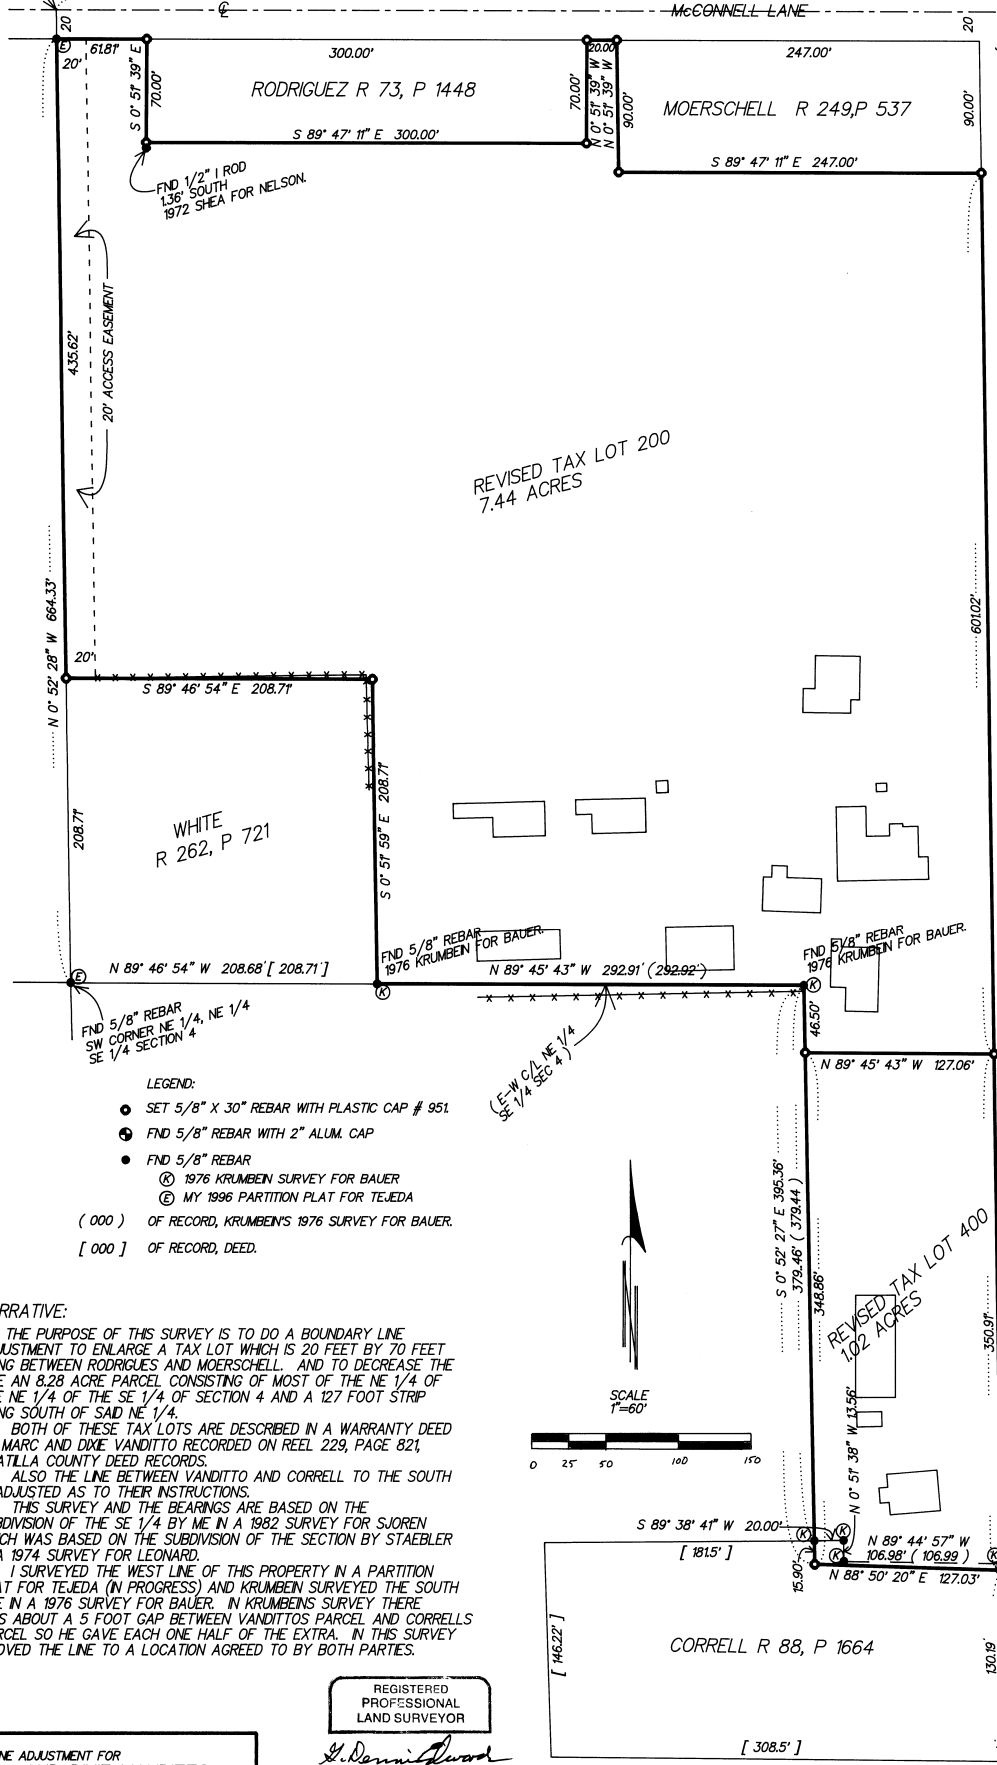 20
℄
McCONNELL LANE
20
61.81'
300.00'
20.00'
247.00'
Ⓔ
20'
S 0° 51' 39" E
70.00'
RODRIGUEZ R 73, P 1448
70.00'
N 0° 51' 39" W
N 0° 51' 39" W
90.00'
MOERSCHELL R 249,P 537
90.00'
S 89° 47' 11" E 300.00'
S 89° 47' 11" E 247.00'
FND 1/2" I ROD
1.36' SOUTH
1972 SHEA FOR NELSON.
435.62'
20' ACCESS EASEMENT
REVISED TAX LOT 200
7.44 ACRES
601.02'
N 0° 52' 28" W 664.33'
20'
S 89° 46' 54" E 208.71'
208.71'
WHITE
R 262, P 721
S 0° 51' 59" E 208.71'
FND 5/8" REBAR
1976 KRUMBEIN FOR BAUER.
FND 5/8" REBAR
1976 KRUMBEIN FOR BAUER.
N 89° 46' 54" W 208.68' [ 208.71' ]
N 89° 45' 43" W 292.91' ( 292.92' )
Ⓔ
Ⓚ
Ⓚ
46.50'
FND 5/8" REBAR
SW CORNER NE 1/4, NE 1/4
SE 1/4 SECTION 4
( E-W C/L NE 1/4
SE 1/4 SEC 4 )
N 89° 45' 43" W 127.06'
LEGEND:
SET 5/8" X 30" REBAR WITH PLASTIC CAP # 951.
FND 5/8" REBAR WITH 2" ALUM. CAP
FND 5/8" REBAR
Ⓚ 1976 KRUMBEIN SURVEY FOR BAUER
Ⓔ MY 1996 PARTITION PLAT FOR TEJEDA
( 000 ) OF RECORD, KRUMBEIN'S 1976 SURVEY FOR BAUER.
[ 000 ] OF RECORD, DEED.
S 0° 52' 27" E 395.36'
379.46' ( 379.44 )
348.86'
REVISED TAX LOT 400
1.02 ACRES
350.91'
N
SCALE
1"=60'
0 25 50 100 150
RRATIVE:
THE PURPOSE OF THIS SURVEY IS TO DO A BOUNDARY LINE
JUSTMENT TO ENLARGE A TAX LOT WHICH IS 20 FEET BY 70 FEET
NG BETWEEN RODRIGUES AND MOERSCHELL. AND TO DECREASE THE
E AN 8.28 ACRE PARCEL CONSISTING OF MOST OF THE NE 1/4 OF
E NE 1/4 OF THE SE 1/4 OF SECTION 4 AND A 127 FOOT STRIP
NG SOUTH OF SAID NE 1/4.
BOTH OF THESE TAX LOTS ARE DESCRIBED IN A WARRANTY DEED
MARC AND DIXIE VANDITTO RECORDED ON REEL 229, PAGE 821,
ATILLA COUNTY DEED RECORDS.
ALSO THE LINE BETWEEN VANDITTO AND CORRELL TO THE SOUTH
ADJUSTED AS TO THEIR INSTRUCTIONS.
THIS SURVEY AND THE BEARINGS ARE BASED ON THE
BDIVISION OF THE SE 1/4 BY ME IN A 1982 SURVEY FOR SJOREN
CH WAS BASED ON THE SUBDIVISION OF THE SECTION BY STAEBLER
A 1974 SURVEY FOR LEONARD.
I SURVEYED THE WEST LINE OF THIS PROPERTY IN A PARTITION
AT FOR TEJEDA (IN PROGRESS) AND KRUMBEIN SURVEYED THE SOUTH
E IN A 1976 SURVEY FOR BAUER. IN KRUMBEINS SURVEY THERE
S ABOUT A 5 FOOT GAP BETWEEN VANDITTOS PARCEL AND CORRELLS
RCEL SO HE GAVE EACH ONE HALF OF THE EXTRA. IN THIS SURVEY
OVED THE LINE TO A LOCATION AGREED TO BY BOTH PARTIES.
N 0° 51' 38" W 13.56'
S 89° 38' 41" W 20.00'
Ⓚ
Ⓚ
N 89° 44' 57" W
106.98' ( 106.99 )
Ⓚ
[ 181.5' ]
15.90'
N 88° 50' 20" E 127.03'
[ 146.22' ]
CORRELL R 88, P 1664
130.19'
[ 308.5' ]
REGISTERED
PROFESSIONAL
LAND SURVEYOR
NE ADJUSTMENT FOR